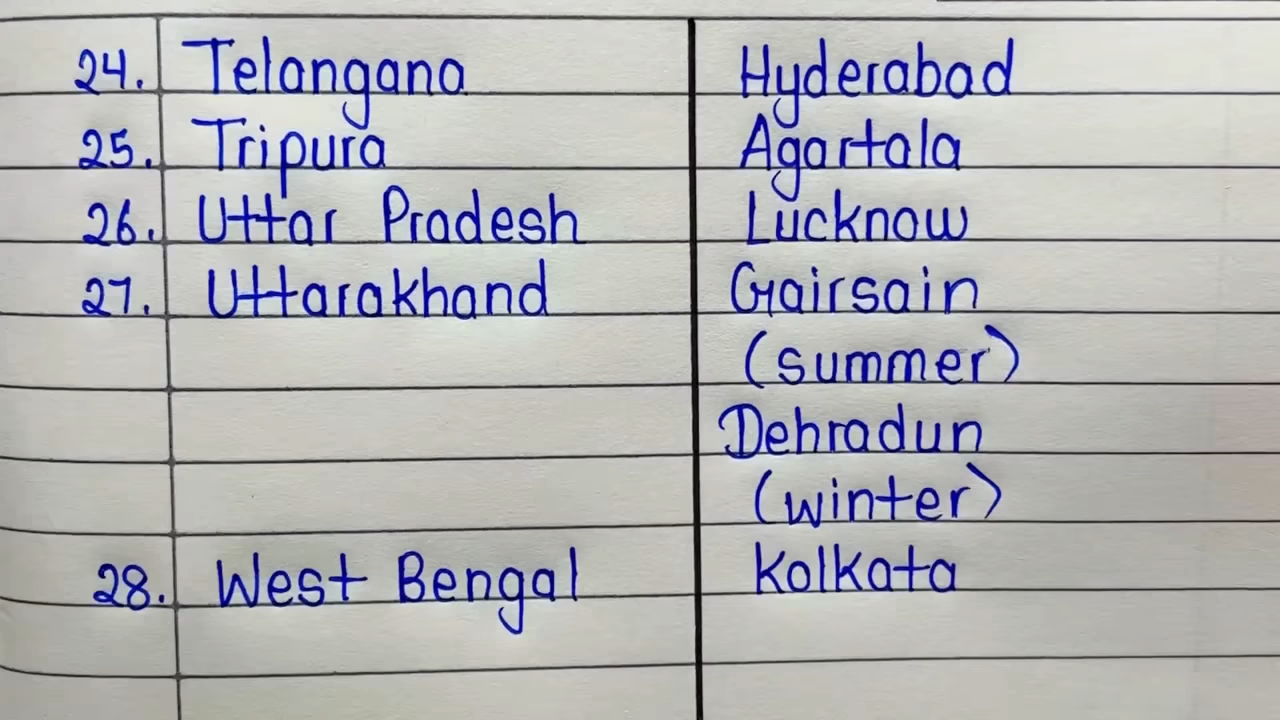 24. Telangana Hyderabad
25. Tripura Agartala
26. Uttar Pradesh Lucknow
27. Uttarakhand Gairsain
(summer)
Dehradun
(winter)
28. West Bengal Kolkata